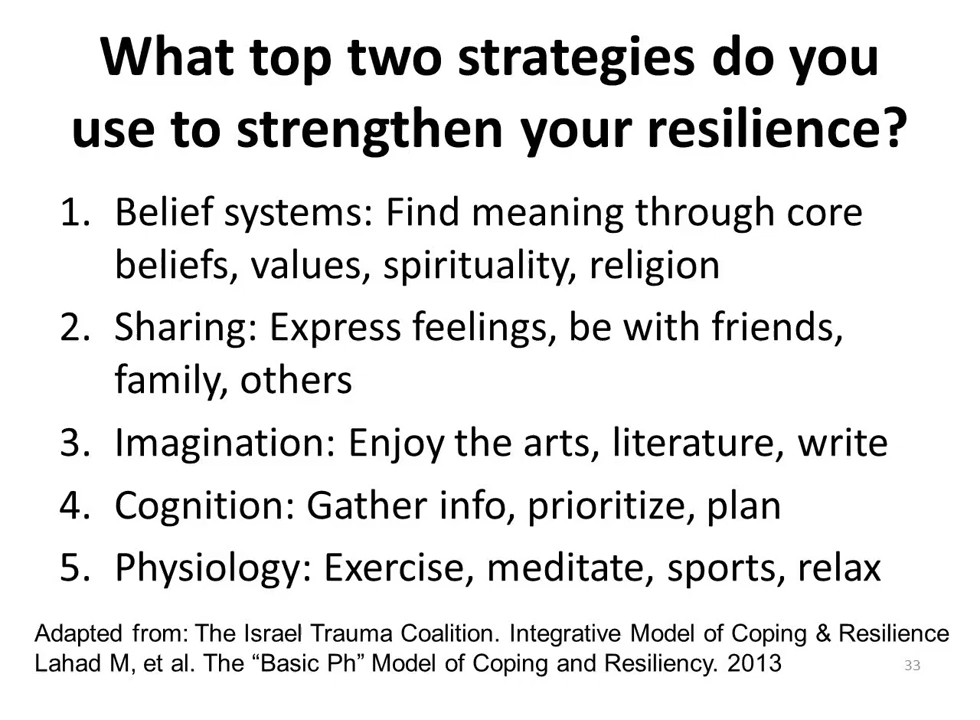 What top two strategies do you
use to strengthen your resilience?
1. Belief systems: Find meaning through core
beliefs, values, spirituality, religion
2. Sharing: Express feelings, be with friends,
family, others
3. Imagination: Enjoy the arts, literature, write
4. Cognition: Gather info, prioritize, plan
5. Physiology: Exercise, meditate, sports, relax
Adapted from: The Israel Trauma Coalition. Integrative Model of Coping & Resilience
Lahad M, et al. The “Basic Ph” Model of Coping and Resiliency. 2013
33